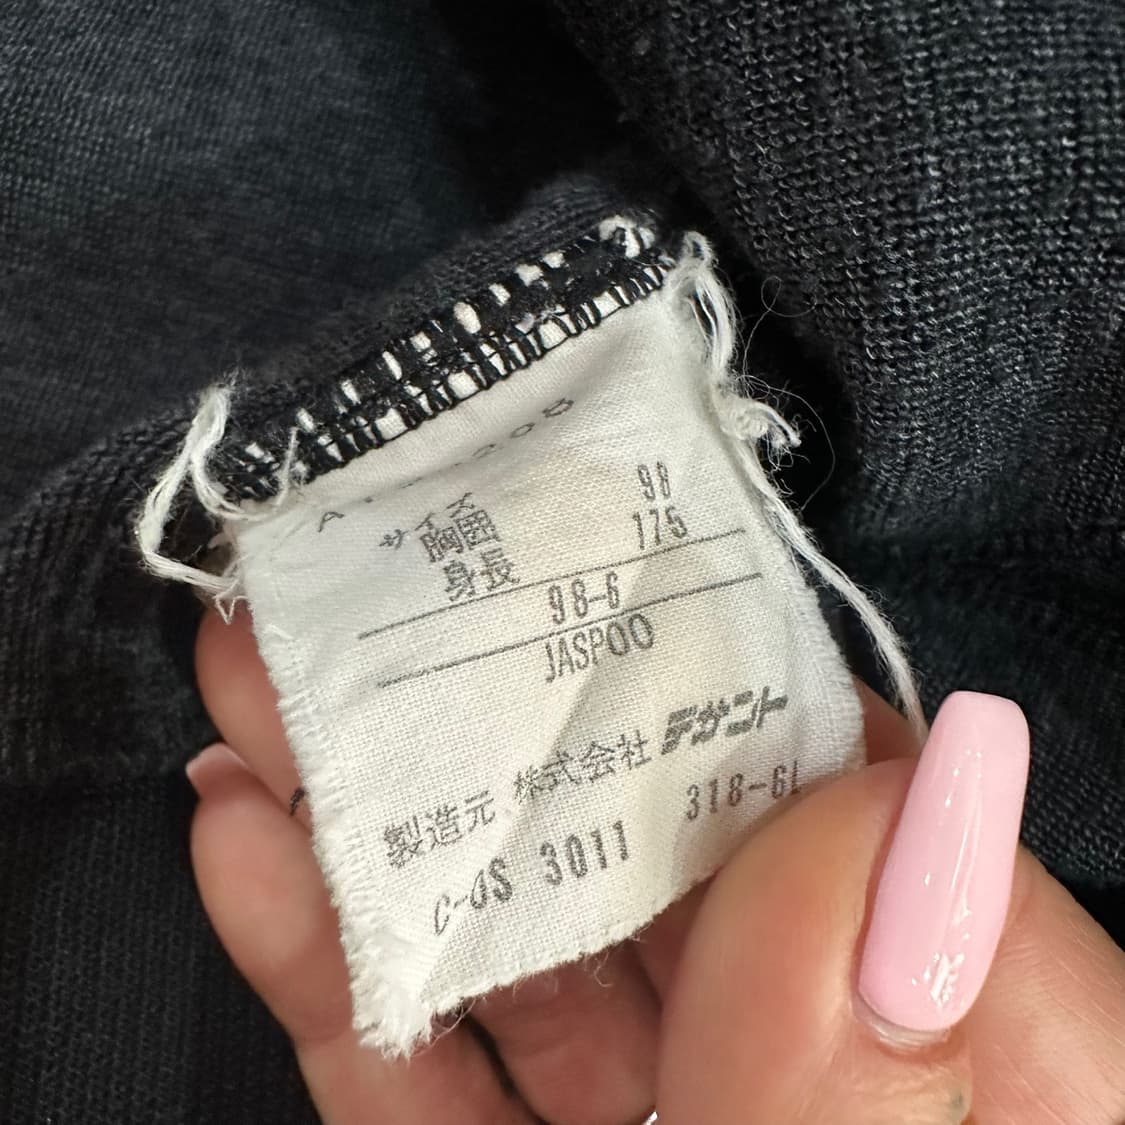 サイズ
胸囲 98
身長 175
98-6
JASPOO
製造元 株式会社 デサント
C-OS 3011 318-6L